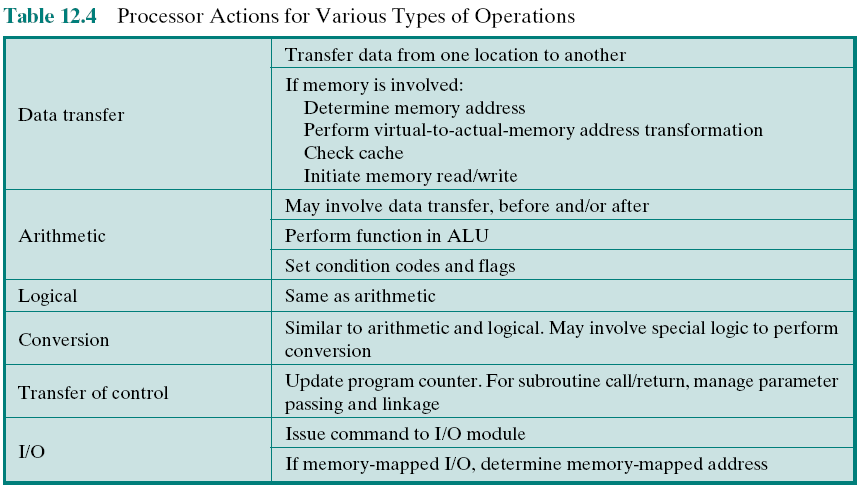 Table 12.4 Processor Actions for Various Types of Operations
Data transfer
Transfer data from one location to another
If memory is involved:
Determine memory address
Perform virtual-to-actual-memory address transformation
Check cache
Initiate memory read/write
Arithmetic
May involve data transfer, before and/or after
Perform function in ALU
Set condition codes and flags
Logical
Same as arithmetic
Conversion
Similar to arithmetic and logical. May involve special logic to perform
conversion
Transfer of control
Update program counter. For subroutine call/return, manage parameter
passing and linkage
I/O
Issue command to I/O module
If memory-mapped I/O, determine memory-mapped address